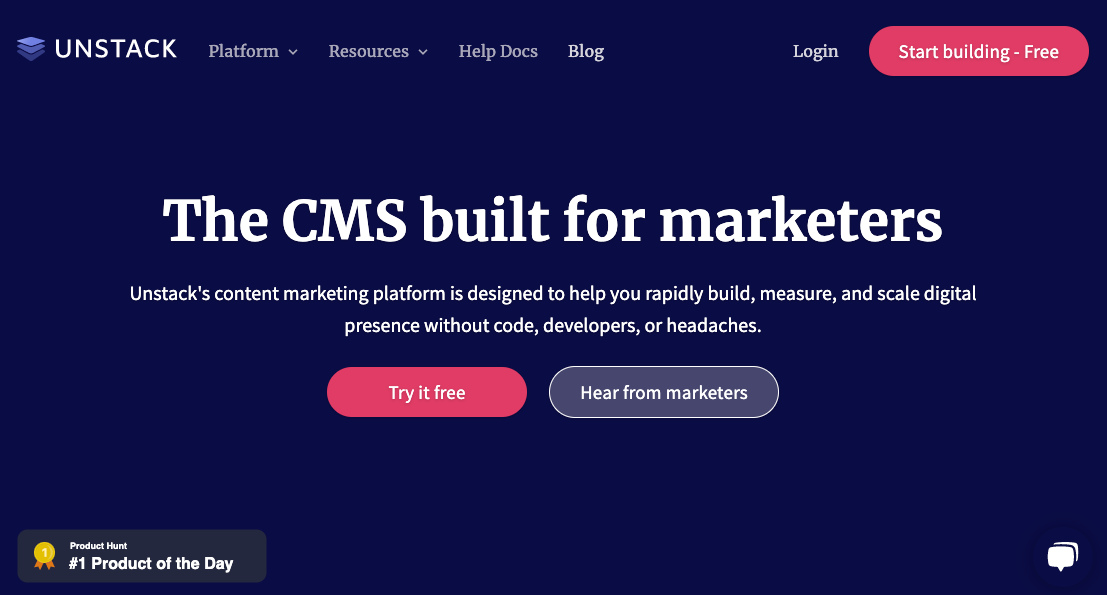 UNSTACK
Platform
Resources
Help Docs
Blog
Login
Start building - Free
The CMS built for marketers
Unstack's content marketing platform is designed to help you rapidly build, measure, and scale digital
presence without code, developers, or headaches.
Try it free
Hear from marketers
1
Product Hunt
#1 Product of the Day